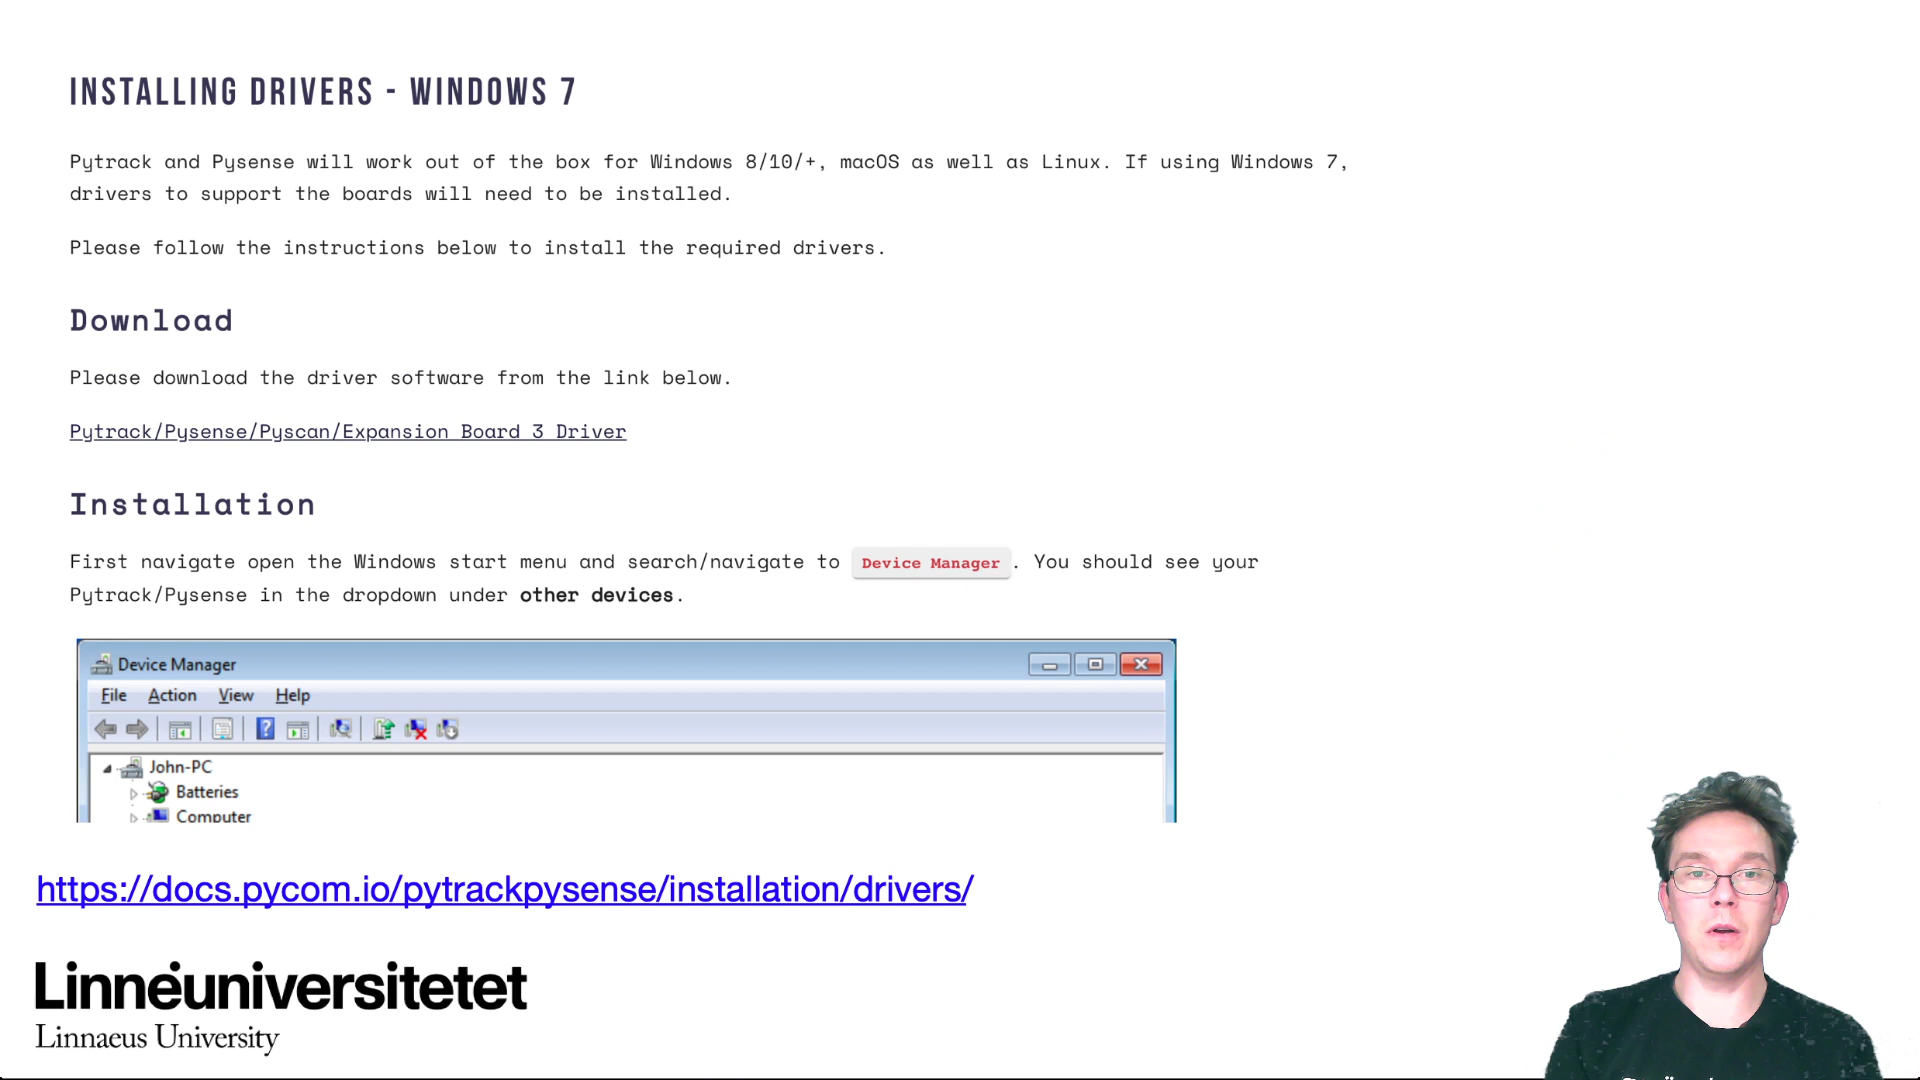 INSTALLING DRIVERS - WINDOWS 7
Pytrack and Pysense will work out of the box for Windows 8/10/+, macOS as well as Linux. If using Windows 7,
drivers to support the boards will need to be installed.
Please follow the instructions below to install the required drivers.
Download
Please download the driver software from the link below.
Pytrack/Pysense/Pyscan/Expansion Board 3 Driver
Installation
First navigate open the Windows start menu and search/navigate to Device Manager. You should see your
Pytrack/Pysense in the dropdown under other devices.
Device Manager
File Action View Help
John-PC
Batteries
Computer
https://docs.pycom.io/pytrackpysense/installation/drivers/
Linnéuniversitetet
Linnaeus University